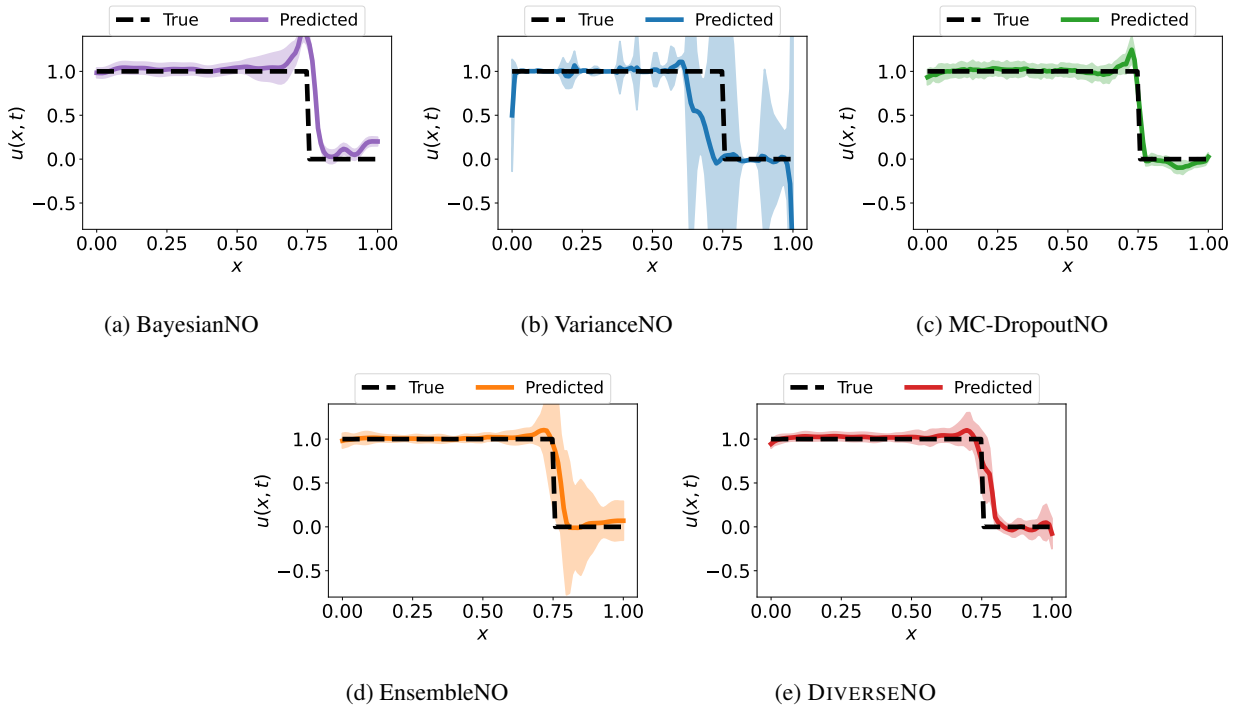 True Predicted
True Predicted
True Predicted
u(x, t)
1.0
0.5
0.0
−0.5
0.00 0.25 0.50 0.75 1.00
x
(a) BayesianNO
u(x, t)
1.0
0.5
0.0
−0.5
0.00 0.25 0.50 0.75 1.00
x
(b) VarianceNO
u(x, t)
1.0
0.5
0.0
−0.5
0.00 0.25 0.50 0.75 1.00
x
(c) MC-DropoutNO
True Predicted
True Predicted
u(x, t)
1.0
0.5
0.0
−0.5
0.00 0.25 0.50 0.75 1.00
x
(d) EnsembleNO
u(x, t)
1.0
0.5
0.0
−0.5
0.00 0.25 0.50 0.75 1.00
x
(e) DIVERSENO